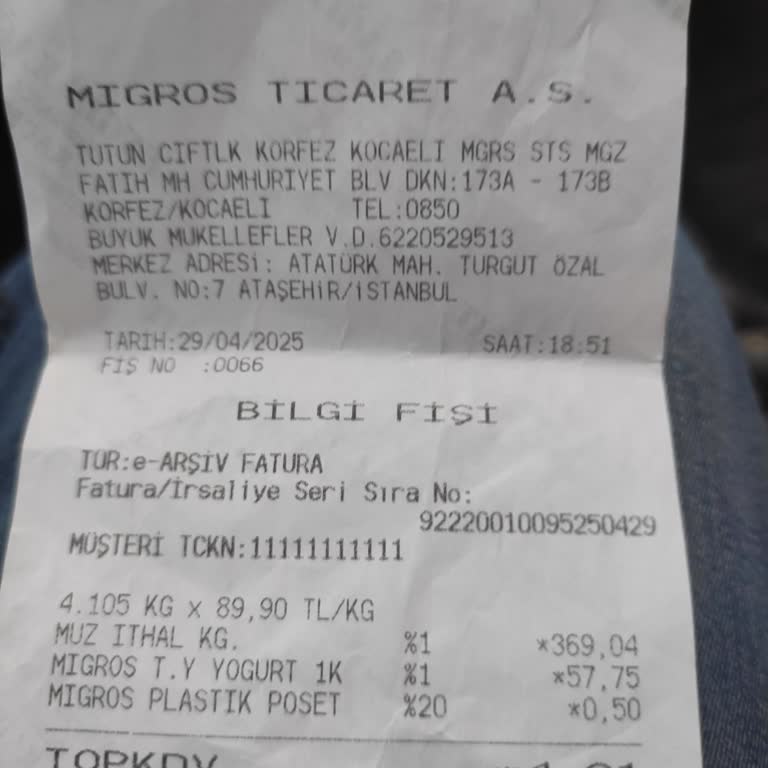 MIGROS TICARET A.S.
TUTUN CIFTLK KORFEZ KOCAELI MGRS STS MGZ
FATIH MH CUMHURIYET BLV DKN:173A - 173B
KORFEZ/KOCAELI TEL:0850
BUYUK MUKELLEFLER V.D.6220529513
MERKEZ ADRESİ: ATATÜRK MAH. TURGUT ÖZAL
BULV. NO:7 ATAŞEHİR/İSTANBUL
TARIH:29/04/2025 SAAT:18:51
FİŞ NO :0066
BİLGİ FİŞİ
TÜR:e-ARŞİV FATURA
Fatura/İrsaliye Seri Sıra No:
92220010095250429
MÜŞTERİ TCKN:11111111111
4.105 KG x 89,90 TL/KG
MUZ ITHAL KG. %1 *369,04
MIGROS T.Y YOGURT 1K %1 *57,75
MIGROS PLASTIK POSET %20 *0,50
TOPKDV